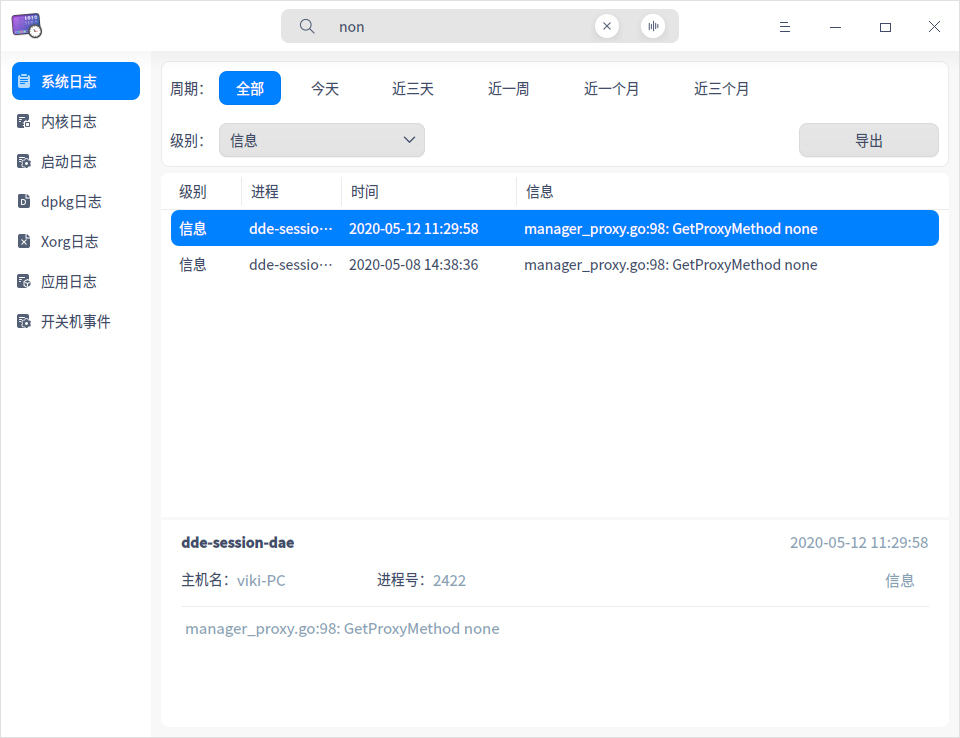 non
系统日志
内核日志
启动日志
dpkg日志
Xorg日志
应用日志
开关机事件
周期： 全部 今天 近三天 近一周 近一个月 近三个月
级别： 信息 导出
级别 进程 时间 信息
信息 dde-sessio··· 2020-05-12 11:29:58 manager_proxy.go:98: GetProxyMethod none
信息 dde-sessio··· 2020-05-08 14:38:36 manager_proxy.go:98: GetProxyMethod none
dde-session-dae 2020-05-12 11:29:58
主机名： viki-PC 进程号： 2422 信息
manager_proxy.go:98: GetProxyMethod none